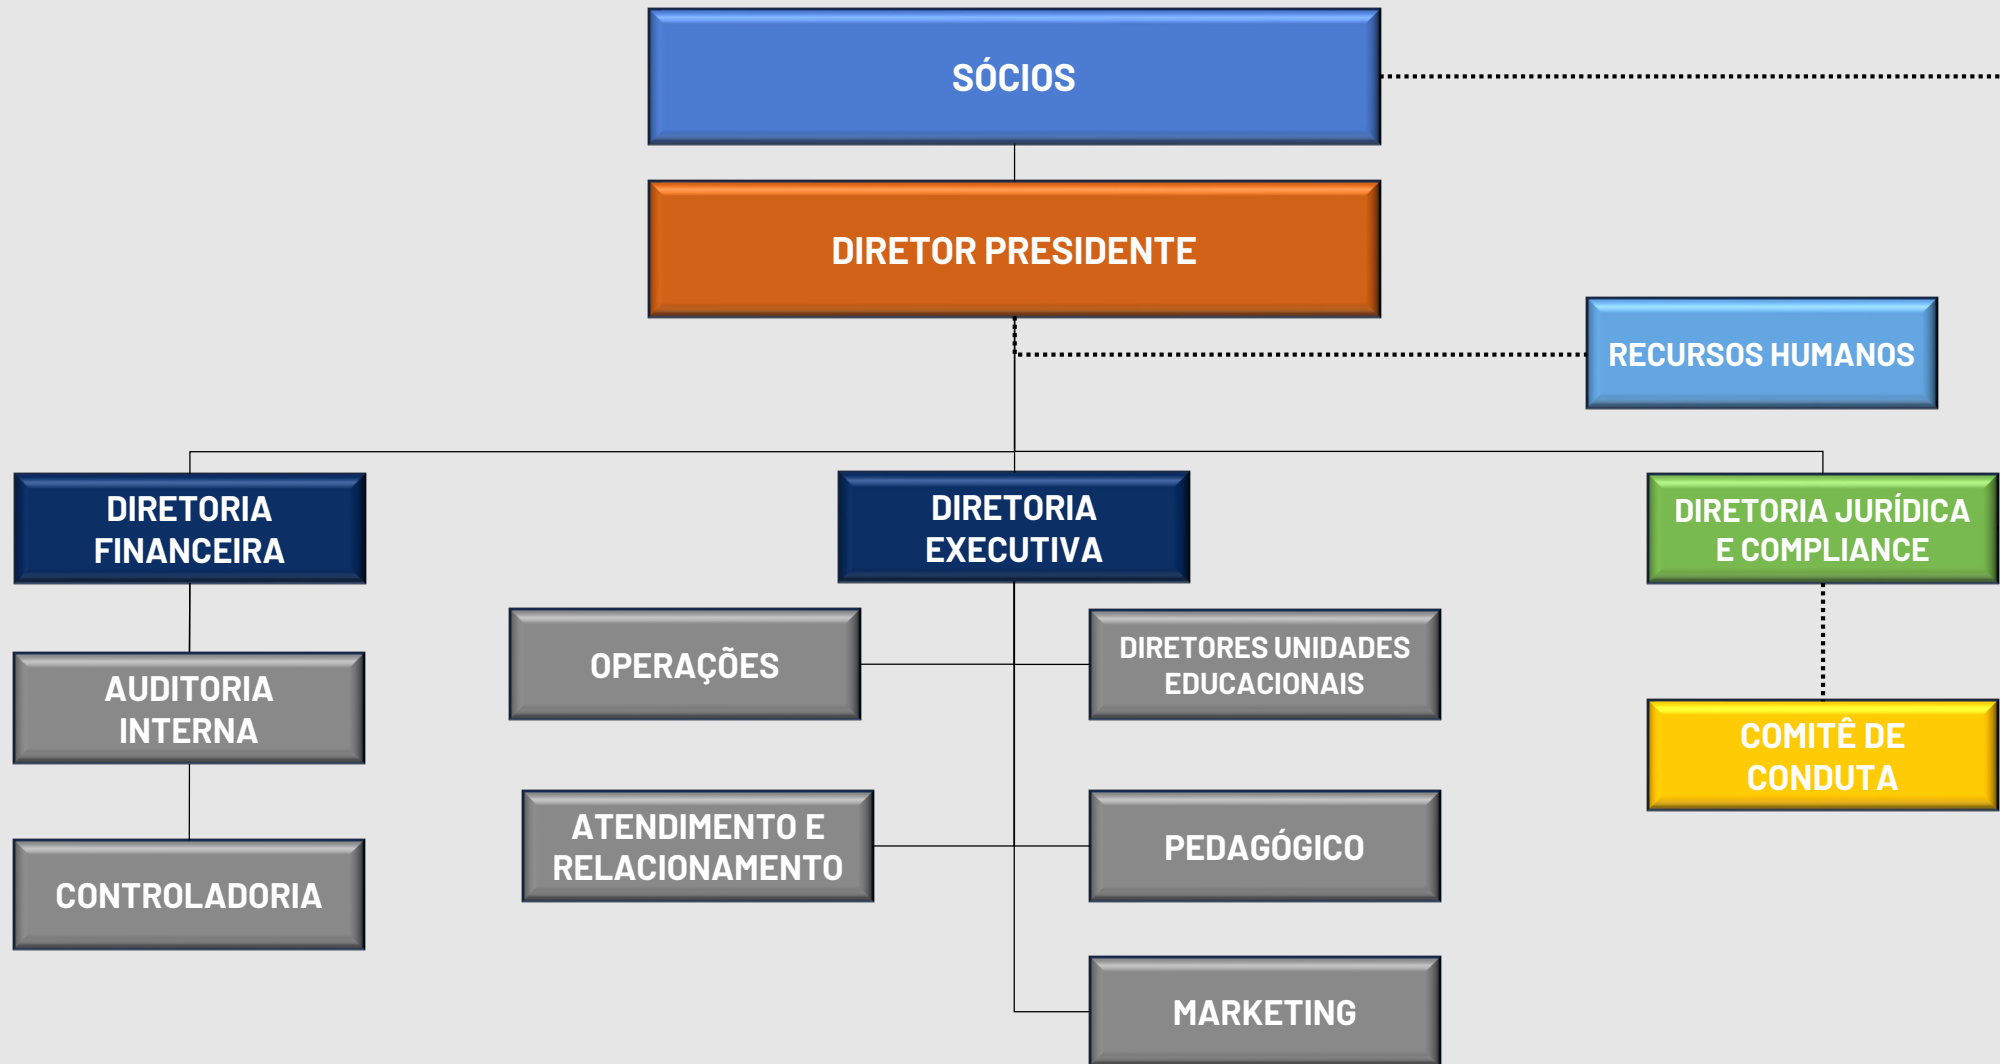 SÓCIOS
DIRETOR PRESIDENTE
RECURSOS HUMANOS
DIRETORIA
FINANCEIRA
DIRETORIA
EXECUTIVA
DIRETORIA JURÍDICA
E COMPLIANCE
OPERAÇÕES
DIRETORES UNIDADES
EDUCACIONAIS
AUDITORIA
INTERNA
COMITÊ DE
CONDUTA
ATENDIMENTO E
RELACIONAMENTO
PEDAGÓGICO
CONTROLADORIA
MARKETING